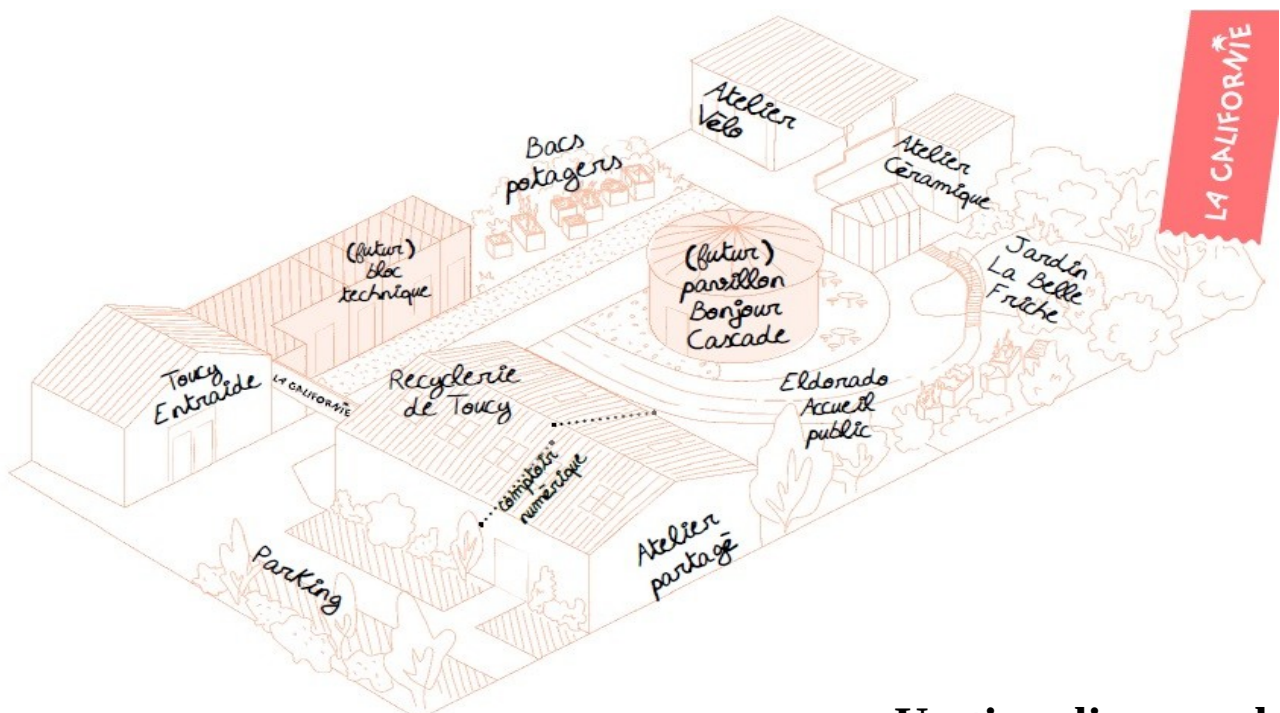 LA CALIFORNIE
Atelier
Vélo
Bacs
potagers
Atelier
Céramique
(futur)
bloc
technique
(futur)
pavillon
Bonjour
Cascade
Jardin
La Belle
Friche
Toucy
Entraide
LA CALIFORNIE
Recyclerie
de Toucy
Eldorado
Accueil
public
comptoir
numérique
Atelier
partagé
Parking